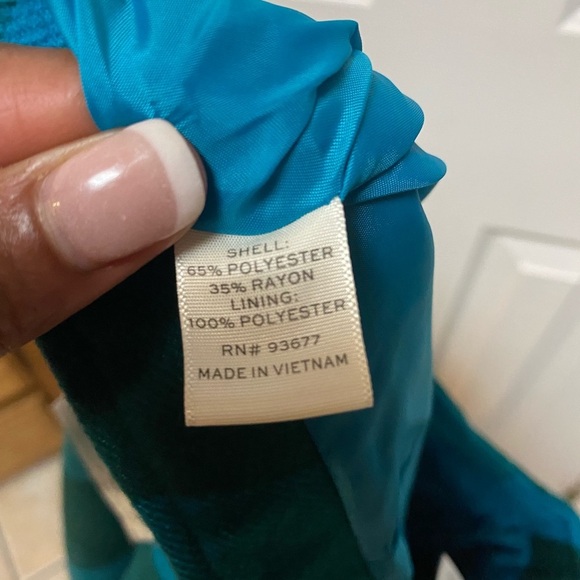 SHELL:
65% POLYESTER
35% RAYON
LINING:
100% POLYESTER
RN# 93677
MADE IN VIETNAM